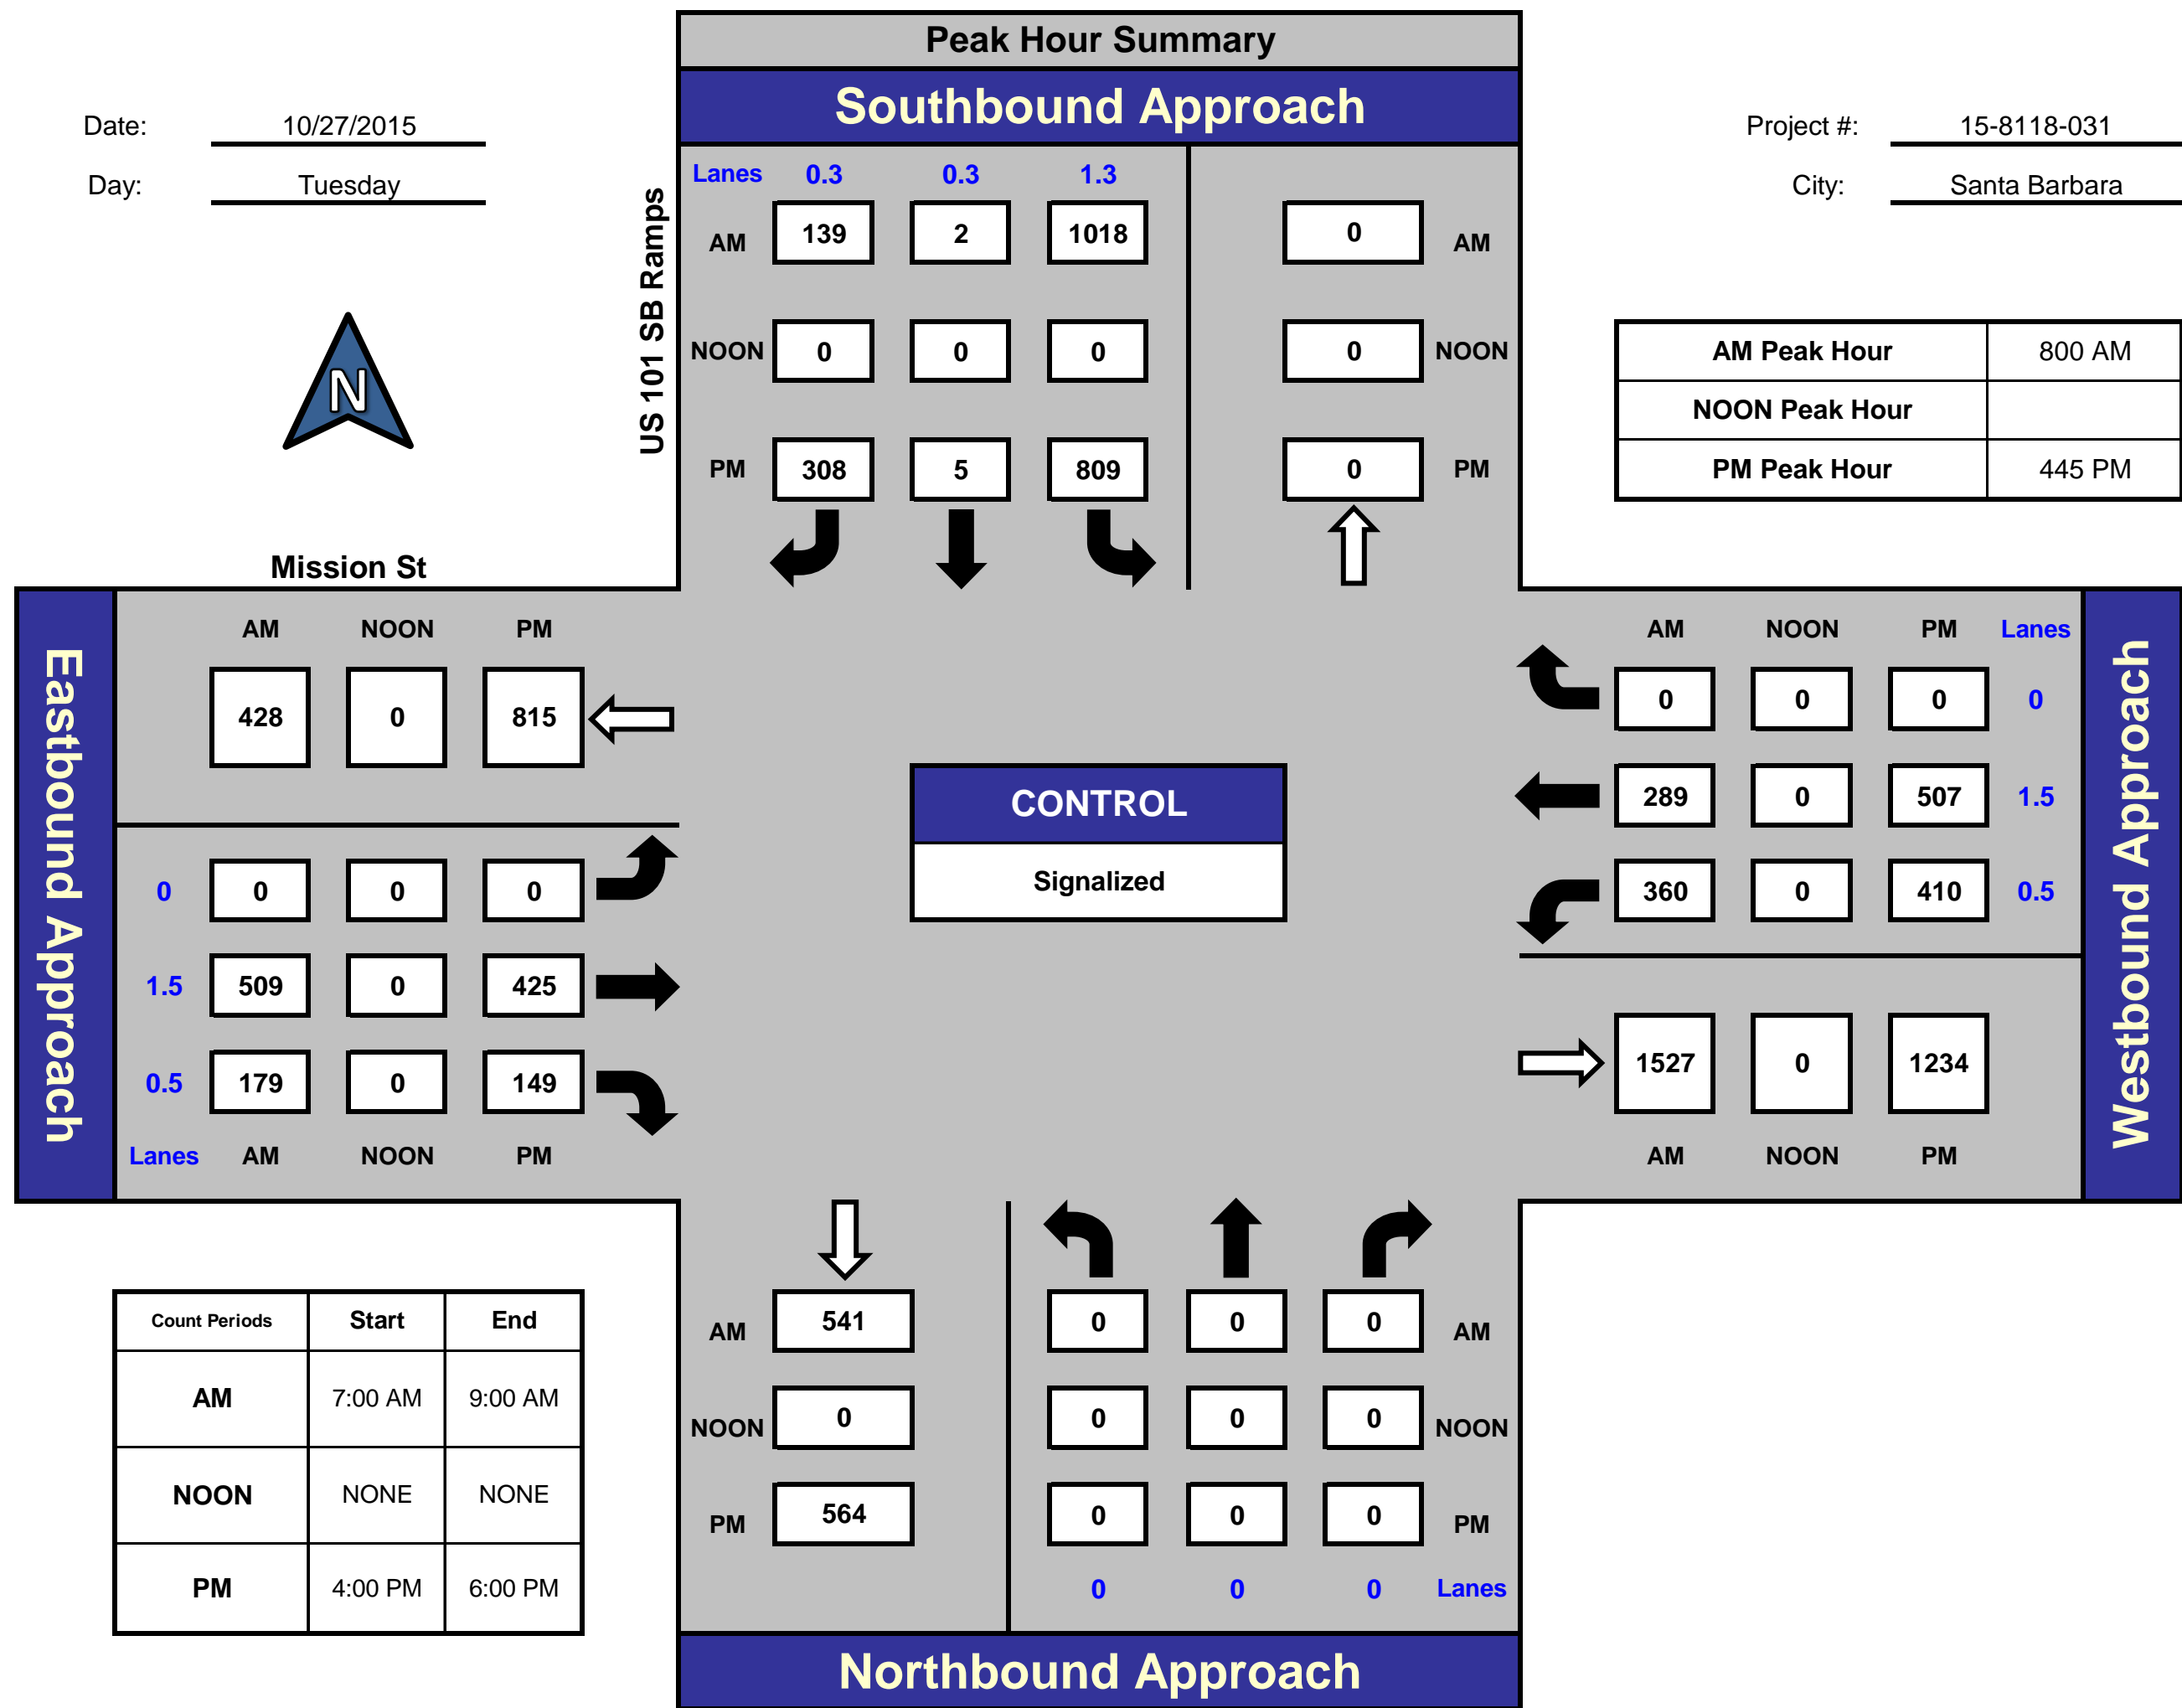 Peak Hour Summary
Southbound Approach
Date: 10/27/2015
Project #: 15-8118-031
Day: Tuesday
City: Santa Barbara
US 101 SB Ramps
Lanes 0.3 0.3 1.3
AM 139 2 1018 0 AM
NOON 0 0 0 0 NOON
PM 308 5 809 0 PM
N
AM Peak Hour 800 AM
NOON Peak Hour
PM Peak Hour 445 PM
Mission St
Eastbound Approach
AM NOON PM
428 0 815
0 0 0 0
1.5 509 0 425
0.5 179 0 149
Lanes AM NOON PM
CONTROL
Signalized
AM NOON PM Lanes
0 0 0 0
289 0 507 1.5
360 0 410 0.5
1527 0 1234
AM NOON PM
Westbound Approach
Count Periods Start End
AM 7:00 AM 9:00 AM
NOON NONE NONE
PM 4:00 PM 6:00 PM
AM 541 0 0 0 AM
NOON 0 0 0 0 NOON
PM 564 0 0 0 PM
0 0 0 Lanes
Northbound Approach